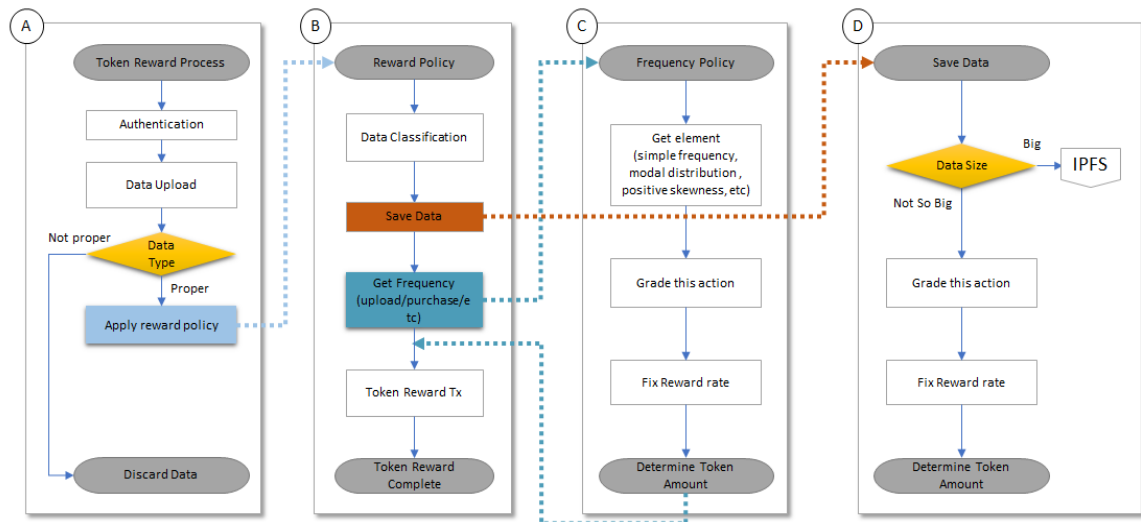 A
Token Reward Process
Authentication
Data Upload
Not proper
Data
Type
Proper
Apply reward policy
Discard Data
B
Reward Policy
Data Classification
Save Data
Get Frequency
(upload/purchase/e
tc)
Token Reward Tx
Token Reward
Complete
C
Frequency Policy
Get element
(simple frequency,
modal distribution ,
positive skewness, etc)
Grade this action
Fix Reward rate
Determine Token
Amount
D
Save Data
Big
Data Size
IPFS
Not So Big
Grade this action
Fix Reward rate
Determine Token
Amount